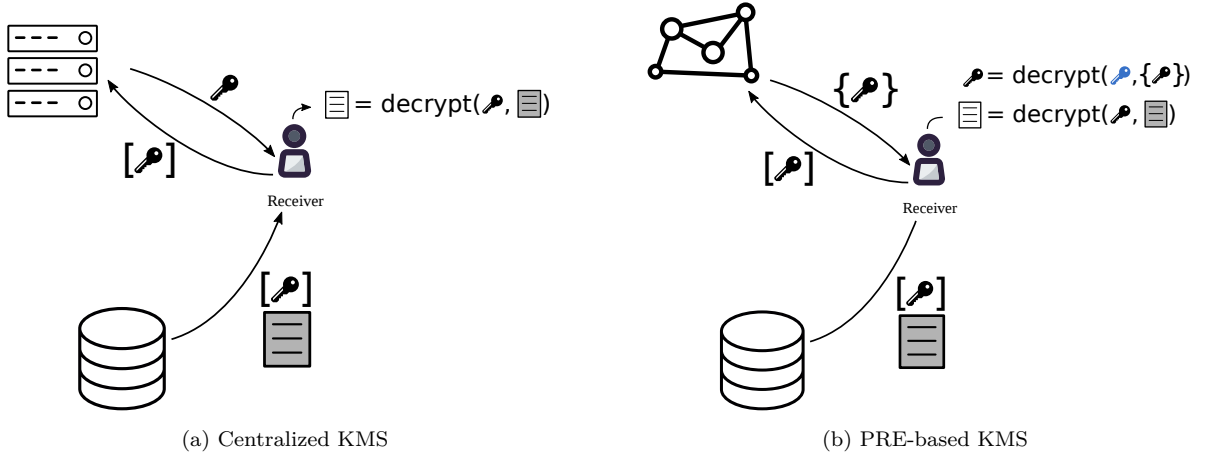 { }
= decrypt( ,{ })
= decrypt( , )
= decrypt( , )
[ ]
[ ]
Receiver
Receiver
[ ]
[ ]
(a) Centralized KMS
(b) PRE-based KMS